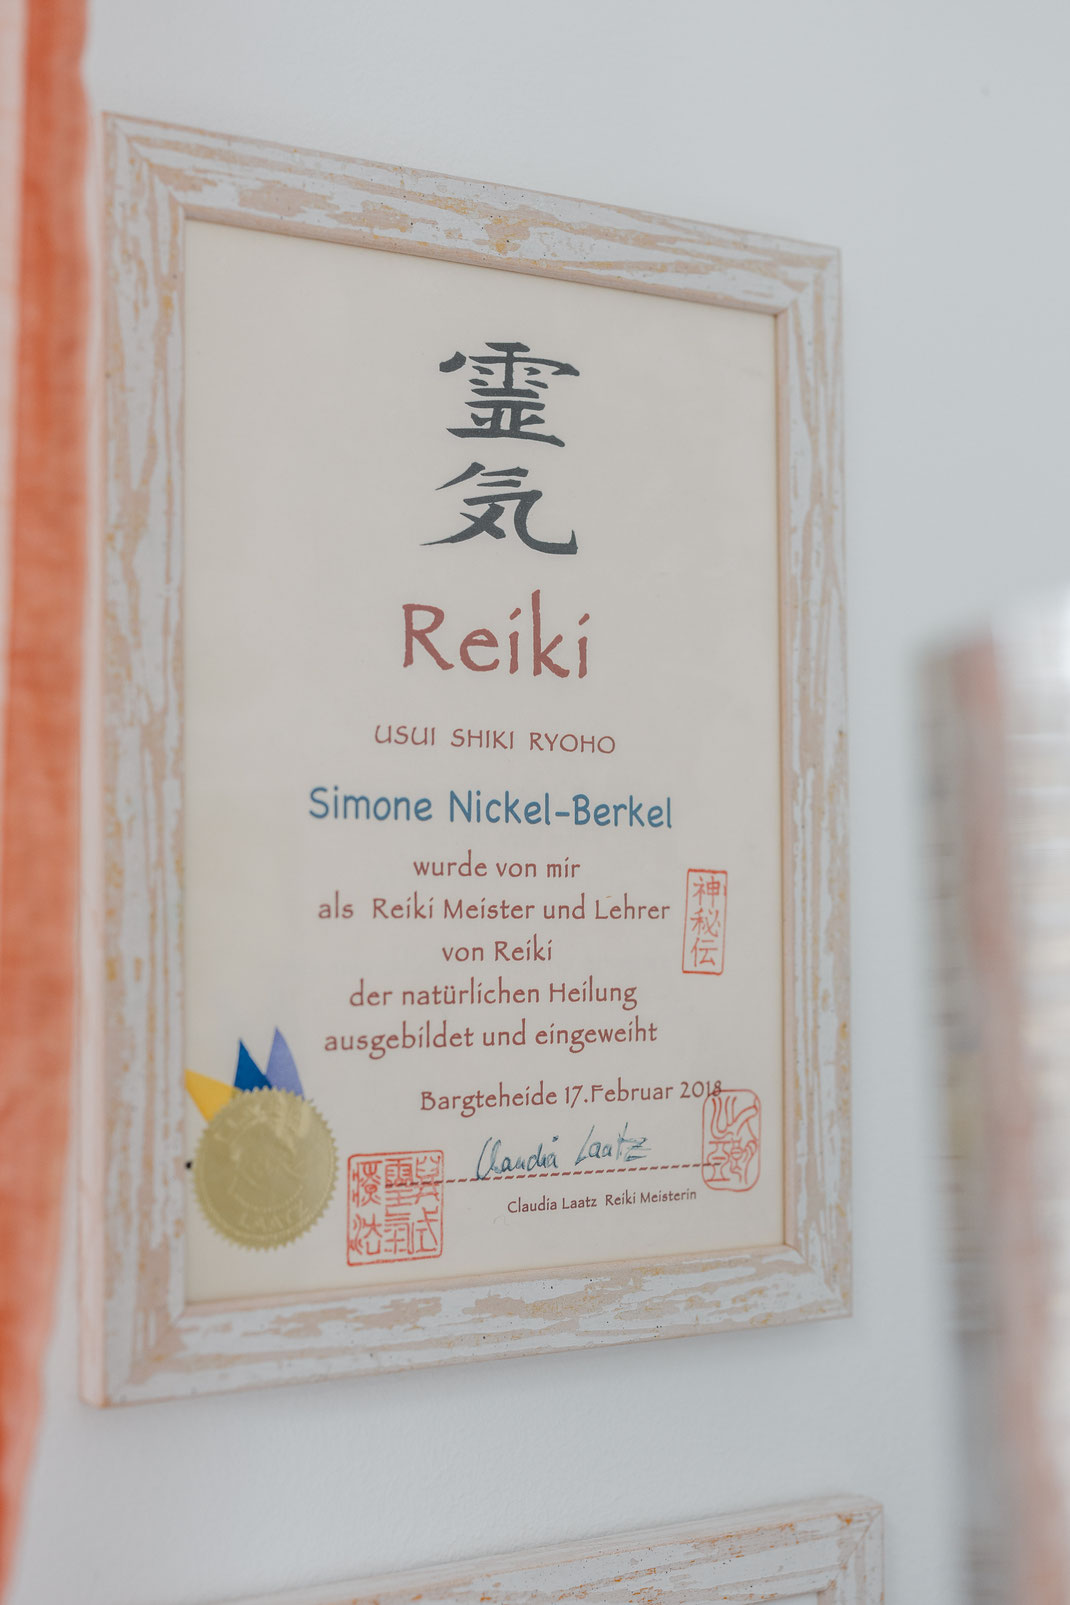 霊
気
Reiki
USUI SHIKI RYOHO
Simone Nickel-Berkel
wurde von mir
als Reiki Meister und Lehrer
von Reiki
der natürlichen Heilung
ausgebildet und eingeweiht
神秘伝
Bargteheide 17.Februar 2018
Claudia Laatz
Claudia Laatz Reiki Meisterin
LAATZ